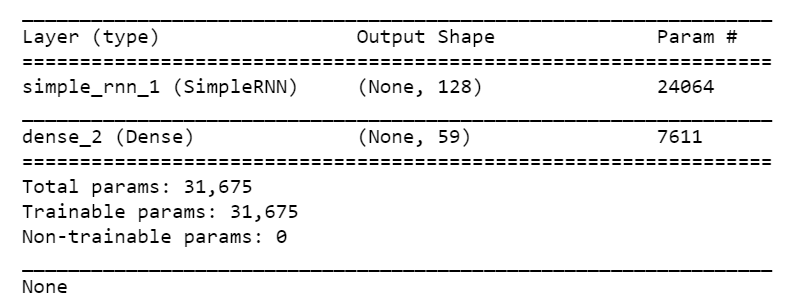 _________________________________________________________________
Layer (type)                 Output Shape              Param #
=================================================================
simple_rnn_1 (SimpleRNN)     (None, 128)               24064
_________________________________________________________________
dense_2 (Dense)              (None, 59)                7611
=================================================================
Total params: 31,675
Trainable params: 31,675
Non-trainable params: 0
_________________________________________________________________
None